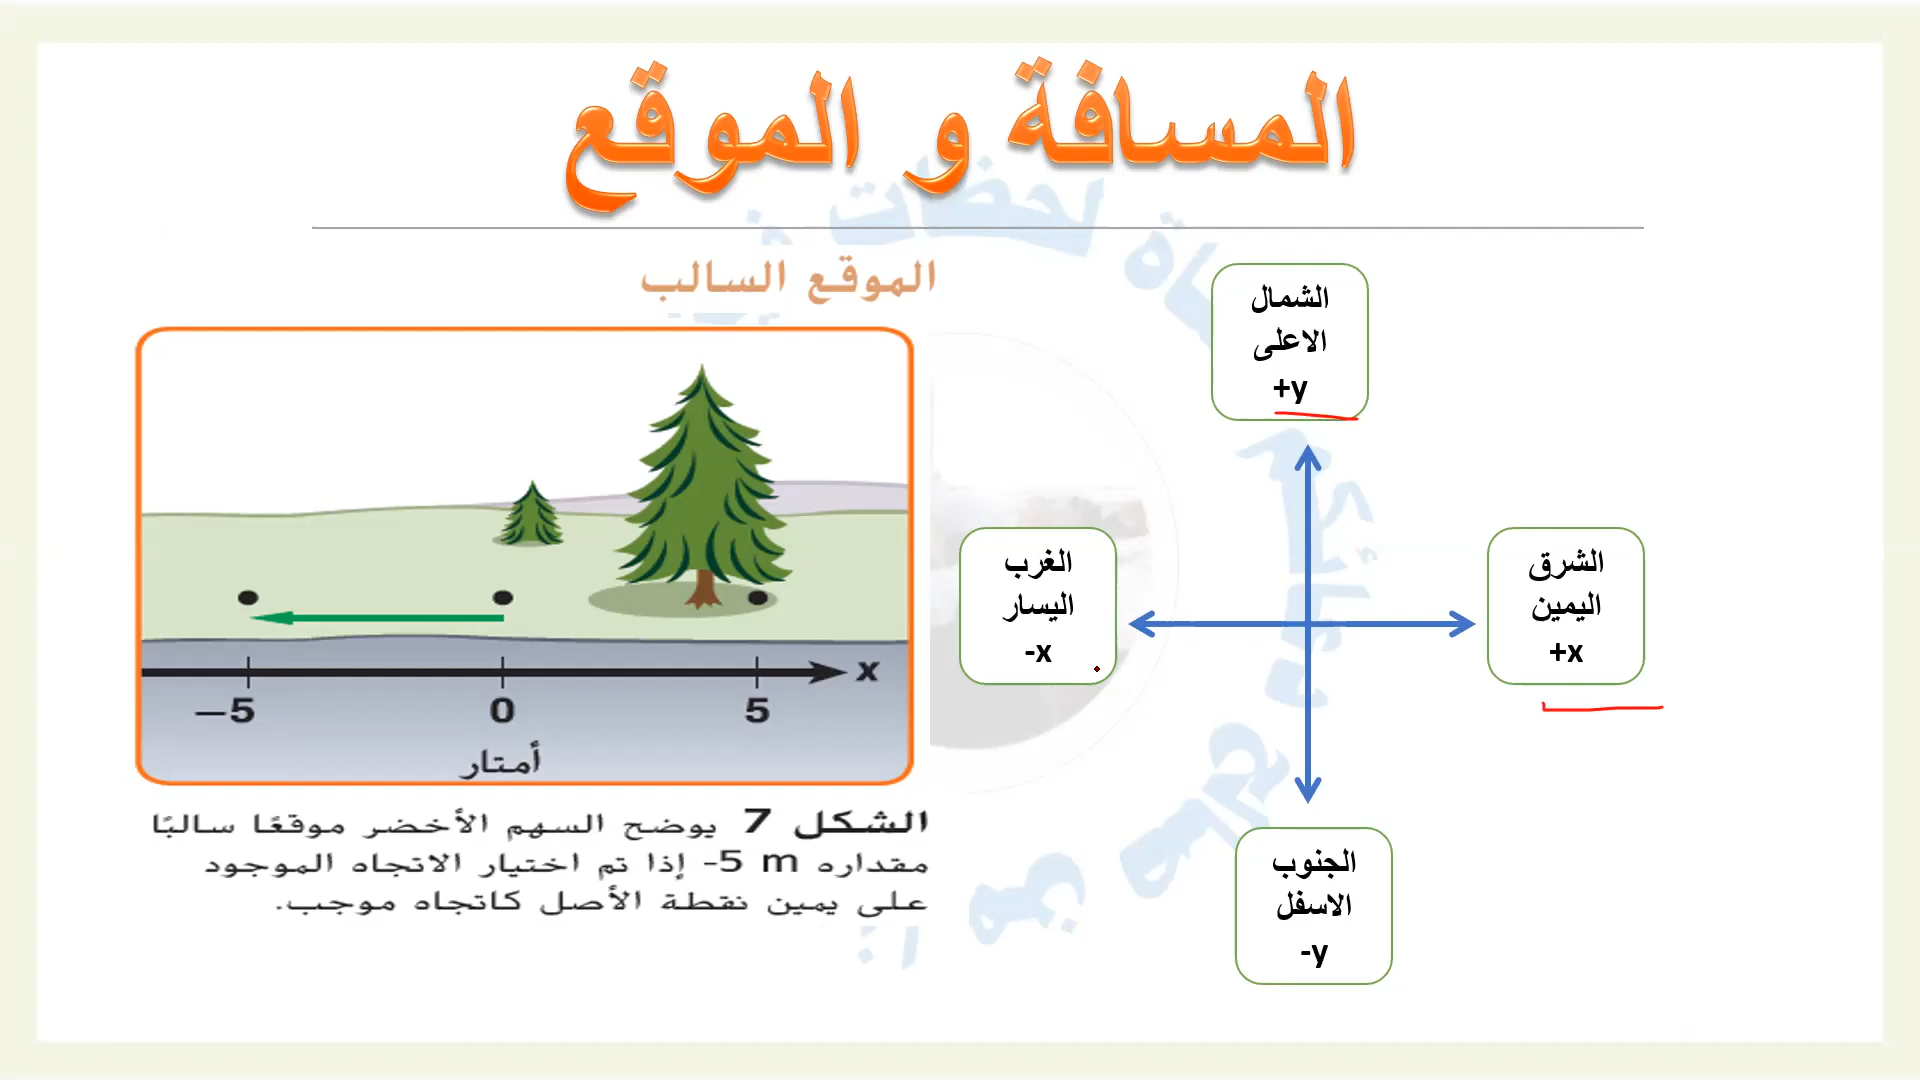 المسافة و الموقع
الموقع السالب
الشمال
الاعلى
+y
الغرب
اليسار
-x
الشرق
اليمين
+x
x
–5 0 5
أمتار
الشكل 7 يوضح السهم الأخضر موقعًا سالبًا
مقداره -5 m إذا تم اختيار الاتجاه الموجود
على يمين نقطة الأصل كاتجاه موجب.
الجنوب
الاسفل
-y
لحظات